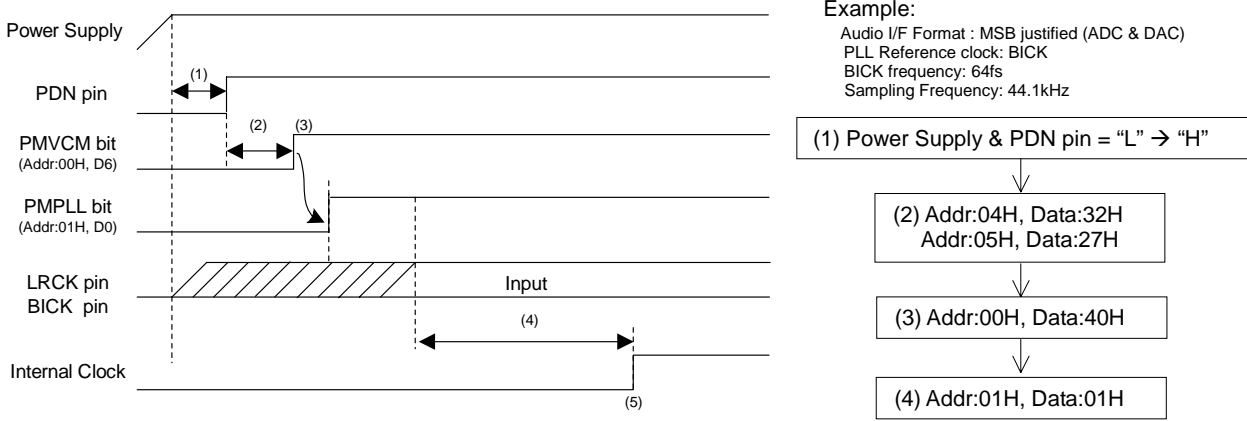 Power Supply
(1)
PDN pin
(2)
(3)
PMVCM bit
(Addr:00H, D6)
PMPLL bit
(Addr:01H, D0)
LRCK pin
BICK pin
Input
(4)
Internal Clock
(5)
Example:
Audio I/F Format : MSB justified (ADC & DAC)
PLL Reference clock: BICK
BICK frequency: 64fs
Sampling Frequency: 44.1kHz
(1) Power Supply & PDN pin = “L” → “H”
(2) Addr:04H, Data:32H
Addr:05H, Data:27H
(3) Addr:00H, Data:40H
(4) Addr:01H, Data:01H